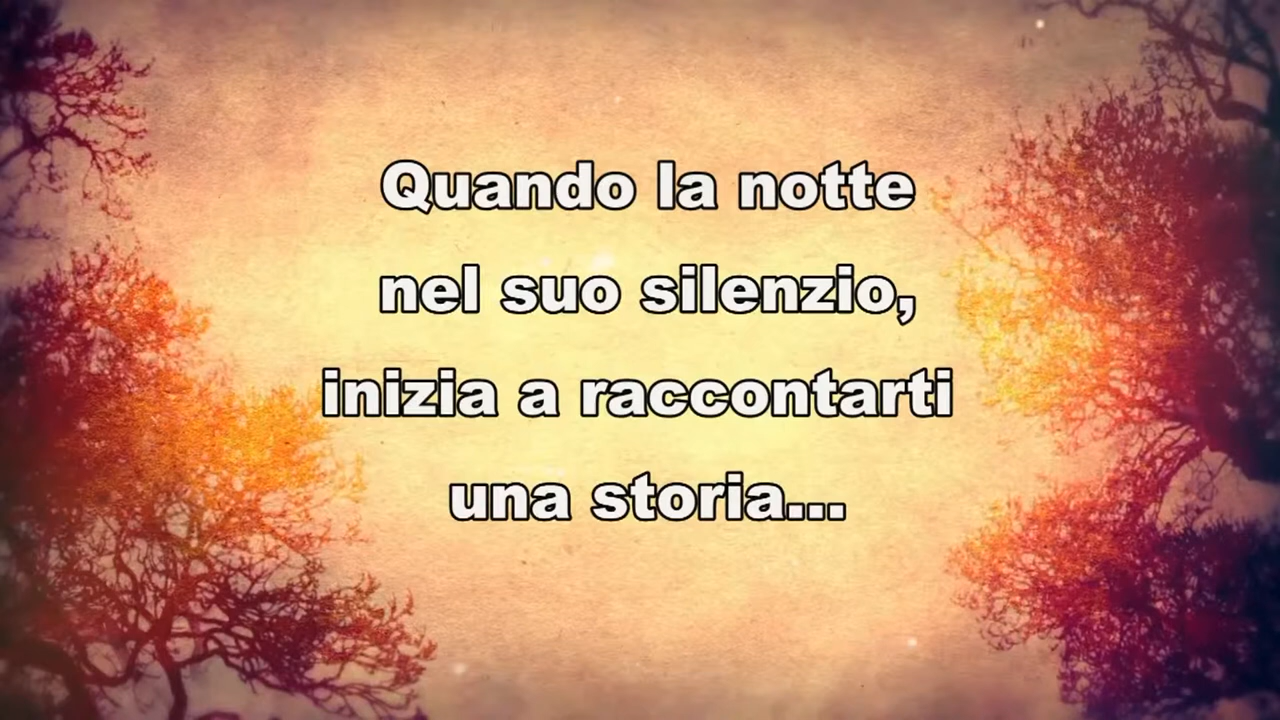 Quando la notte
nel suo silenzio,
inizia a raccontarti
una storia...